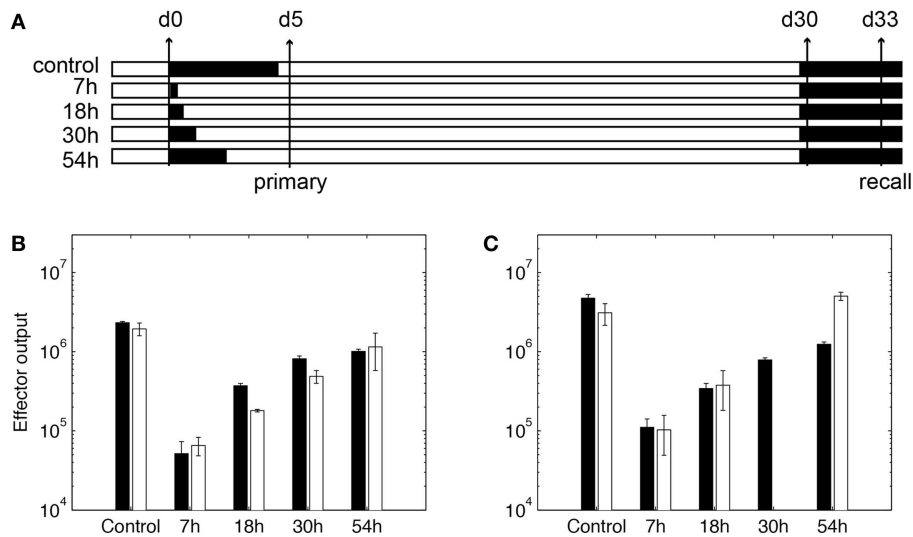 A
d0 d5 d30 d33
control
7h
18h
30h
54h
primary recall
B
Effector output
10^7
10^6
10^5
10^4
Control 7h 18h 30h 54h
C
10^7
10^6
10^5
10^4
Control 7h 18h 30h 54h